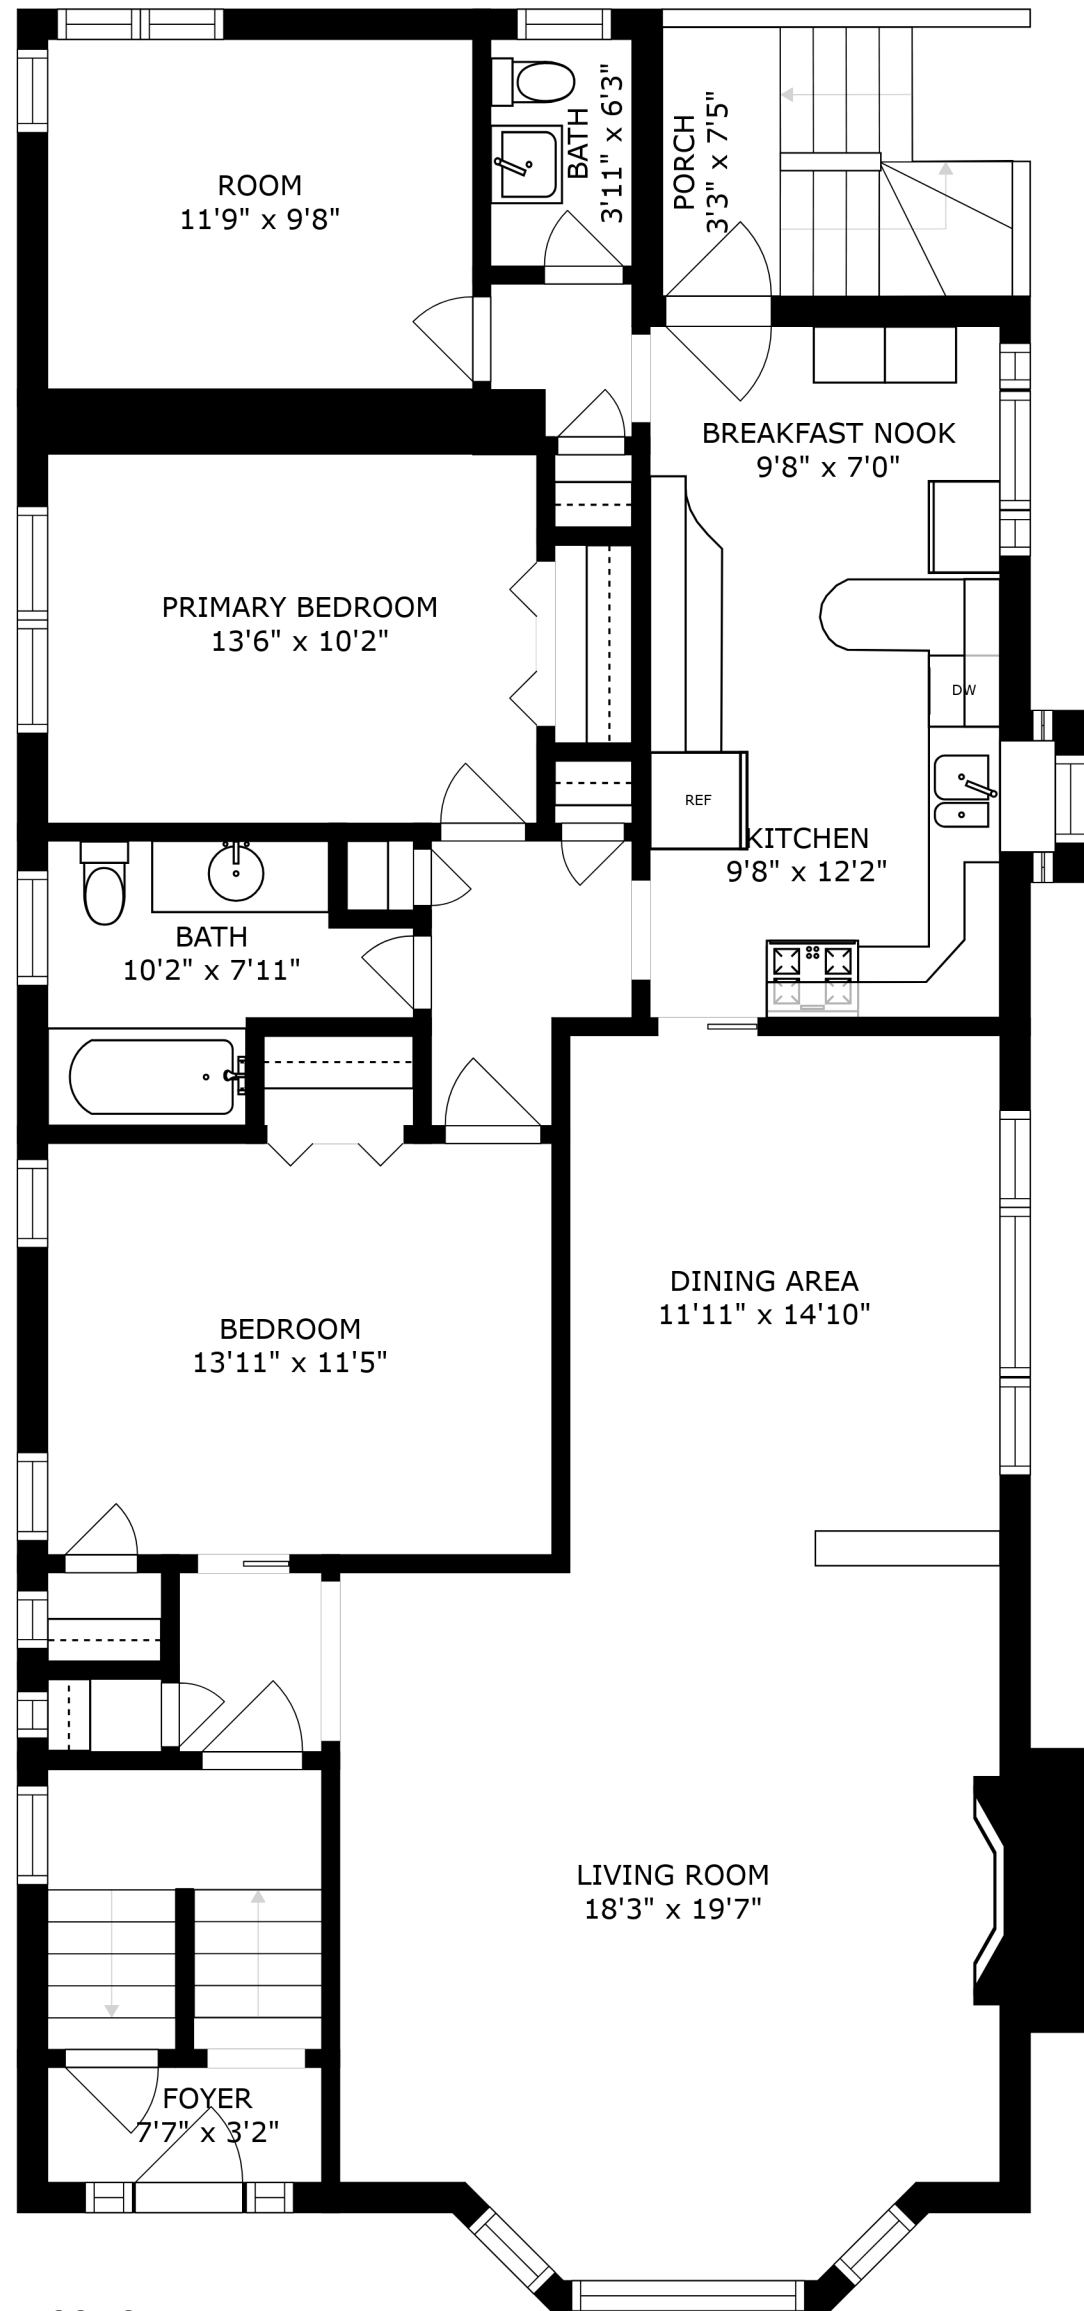 ROOM
11'9" x 9'8"
BATH
3'11" x 6'3"
PORCH
3'3" x 7'5"
BREAKFAST NOOK
9'8" x 7'0"
PRIMARY BEDROOM
13'6" x 10'2"
DW
REF
KITCHEN
9'8" x 12'2"
BATH
10'2" x 7'11"
DINING AREA
11'11" x 14'10"
BEDROOM
13'11" x 11'5"
LIVING ROOM
18'3" x 19'7"
FOYER
7'7" x 3'2"